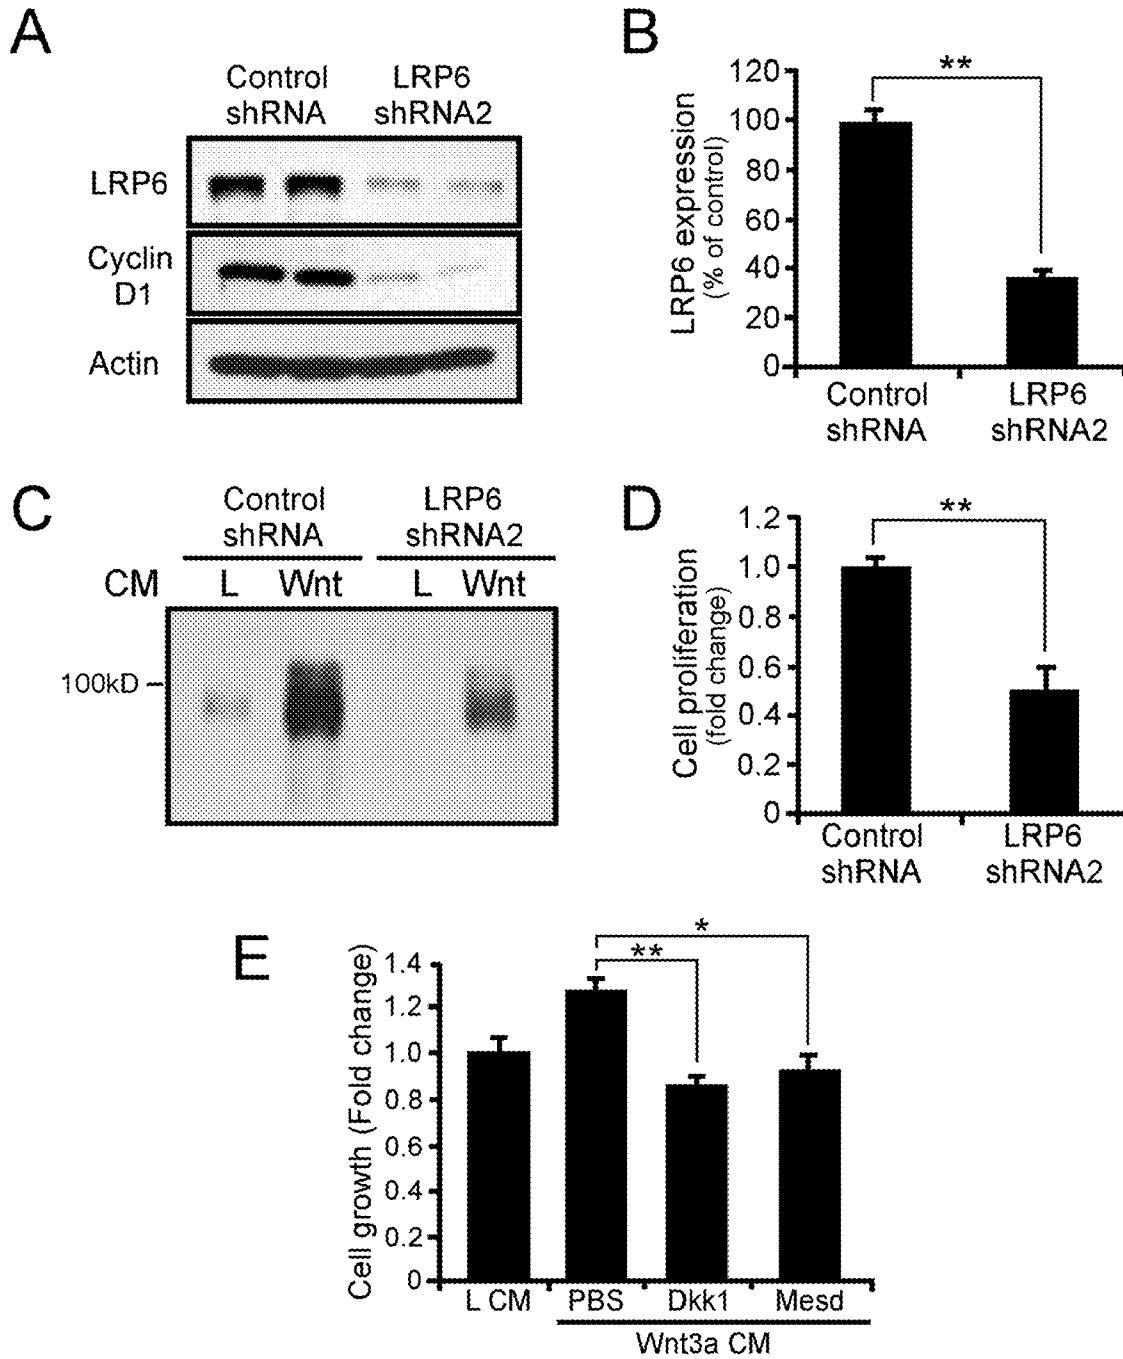 A
Control
shRNA
LRP6
shRNA2
LRP6
Cyclin
D1
Actin
B
**
LRP6 expression
(% of control)
120
100
80
60
40
20
0
Control
shRNA
LRP6
shRNA2
C
Control
shRNA
LRP6
shRNA2
CM L Wnt L Wnt
100kD
D
**
Cell proliferation
(fold change)
1.2
1.0
0.8
0.6
0.4
0.2
0
Control
shRNA
LRP6
shRNA2
E
*
**
Cell growth (Fold change)
1.4
1.2
1.0
0.8
0.6
0.4
0.2
0
L CM PBS Dkk1 Mesd
Wnt3a CM